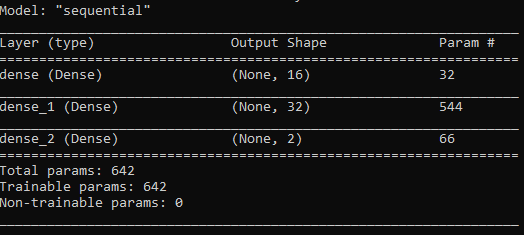 Model: "sequential"
_________________________________________________________________
Layer (type)                 Output Shape              Param #
=================================================================
dense (Dense)                (None, 16)                32
_________________________________________________________________
dense_1 (Dense)              (None, 32)                544
_________________________________________________________________
dense_2 (Dense)              (None, 2)                 66
=================================================================
Total params: 642
Trainable params: 642
Non-trainable params: 0
_________________________________________________________________